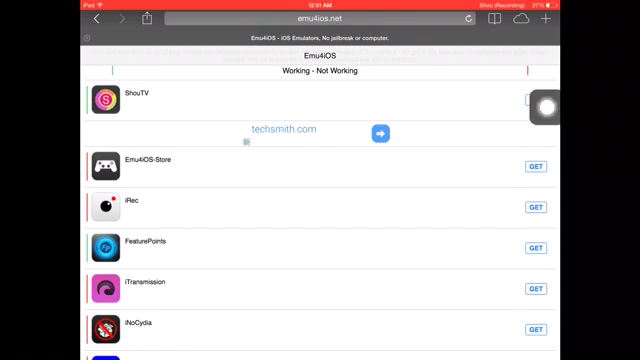 iPad 12:01 AM Shou (Recording) 27%
emu4ios.net
Emu4iOS - iOS Emulators, No jailbreak or computer.
Emu4iOS
Working - Not Working
ShouTV
techsmith.com
Emu4iOS-Store GET
iRec GET
FeaturePoints GET
iTransmission GET
iNoCydia GET